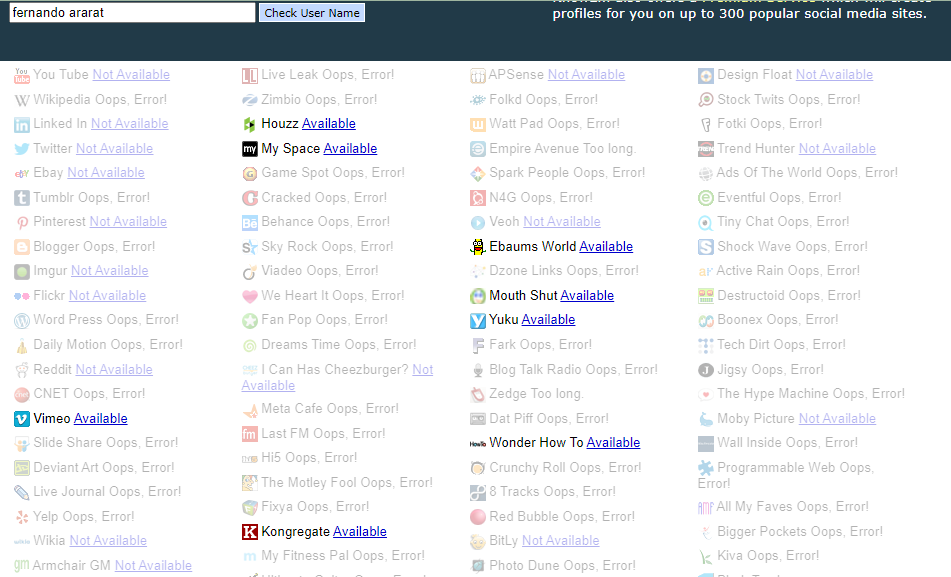 fernando ararat
Check User Name
profiles for you on up to 300 popular social media sites.
You Tube Not Available
Wikipedia Oops, Error!
Linked In Not Available
Twitter Not Available
Ebay Not Available
Tumblr Oops, Error!
Pinterest Not Available
Blogger Oops, Error!
Imgur Not Available
Flickr Not Available
Word Press Oops, Error!
Daily Motion Oops, Error!
Reddit Not Available
CNET Oops, Error!
Vimeo Available
Slide Share Oops, Error!
Deviant Art Oops, Error!
Live Journal Oops, Error!
Yelp Oops, Error!
Wikia Not Available
Armchair GM Not Available
Live Leak Oops, Error!
Zimbio Oops, Error!
Houzz Available
My Space Available
Game Spot Oops, Error!
Cracked Oops, Error!
Behance Oops, Error!
Sky Rock Oops, Error!
Viadeo Oops, Error!
We Heart It Oops, Error!
Fan Pop Oops, Error!
Dreams Time Oops, Error!
I Can Has Cheezburger? Not
Available
Meta Cafe Oops, Error!
Last FM Oops, Error!
Hi5 Oops, Error!
The Motley Fool Oops, Error!
Fixya Oops, Error!
Kongregate Available
My Fitness Pal Oops, Error!
APSense Not Available
Folkd Oops, Error!
Watt Pad Oops, Error!
Empire Avenue Too long.
Spark People Oops, Error!
N4G Oops, Error!
Veoh Not Available
Ebaums World Available
Dzone Links Oops, Error!
Mouth Shut Available
Yuku Available
Fark Oops, Error!
Blog Talk Radio Oops, Error!
Zedge Too long.
Dat Piff Oops, Error!
Wonder How To Available
Crunchy Roll Oops, Error!
8 Tracks Oops, Error!
Red Bubble Oops, Error!
BitLy Not Available
Photo Dune Oops, Error!
Design Float Not Available
Stock Twits Oops, Error!
Fotki Oops, Error!
Trend Hunter Not Available
Ads Of The World Oops, Error!
Eventful Oops, Error!
Tiny Chat Oops, Error!
Shock Wave Oops, Error!
Active Rain Oops, Error!
Destructoid Oops, Error!
Boonex Oops, Error!
Tech Dirt Oops, Error!
Jigsy Oops, Error!
The Hype Machine Oops, Error!
Moby Picture Not Available
Wall Inside Oops, Error!
Programmable Web Oops,
Error!
All My Faves Oops, Error!
Bigger Pockets Oops, Error!
Kiva Oops, Error!